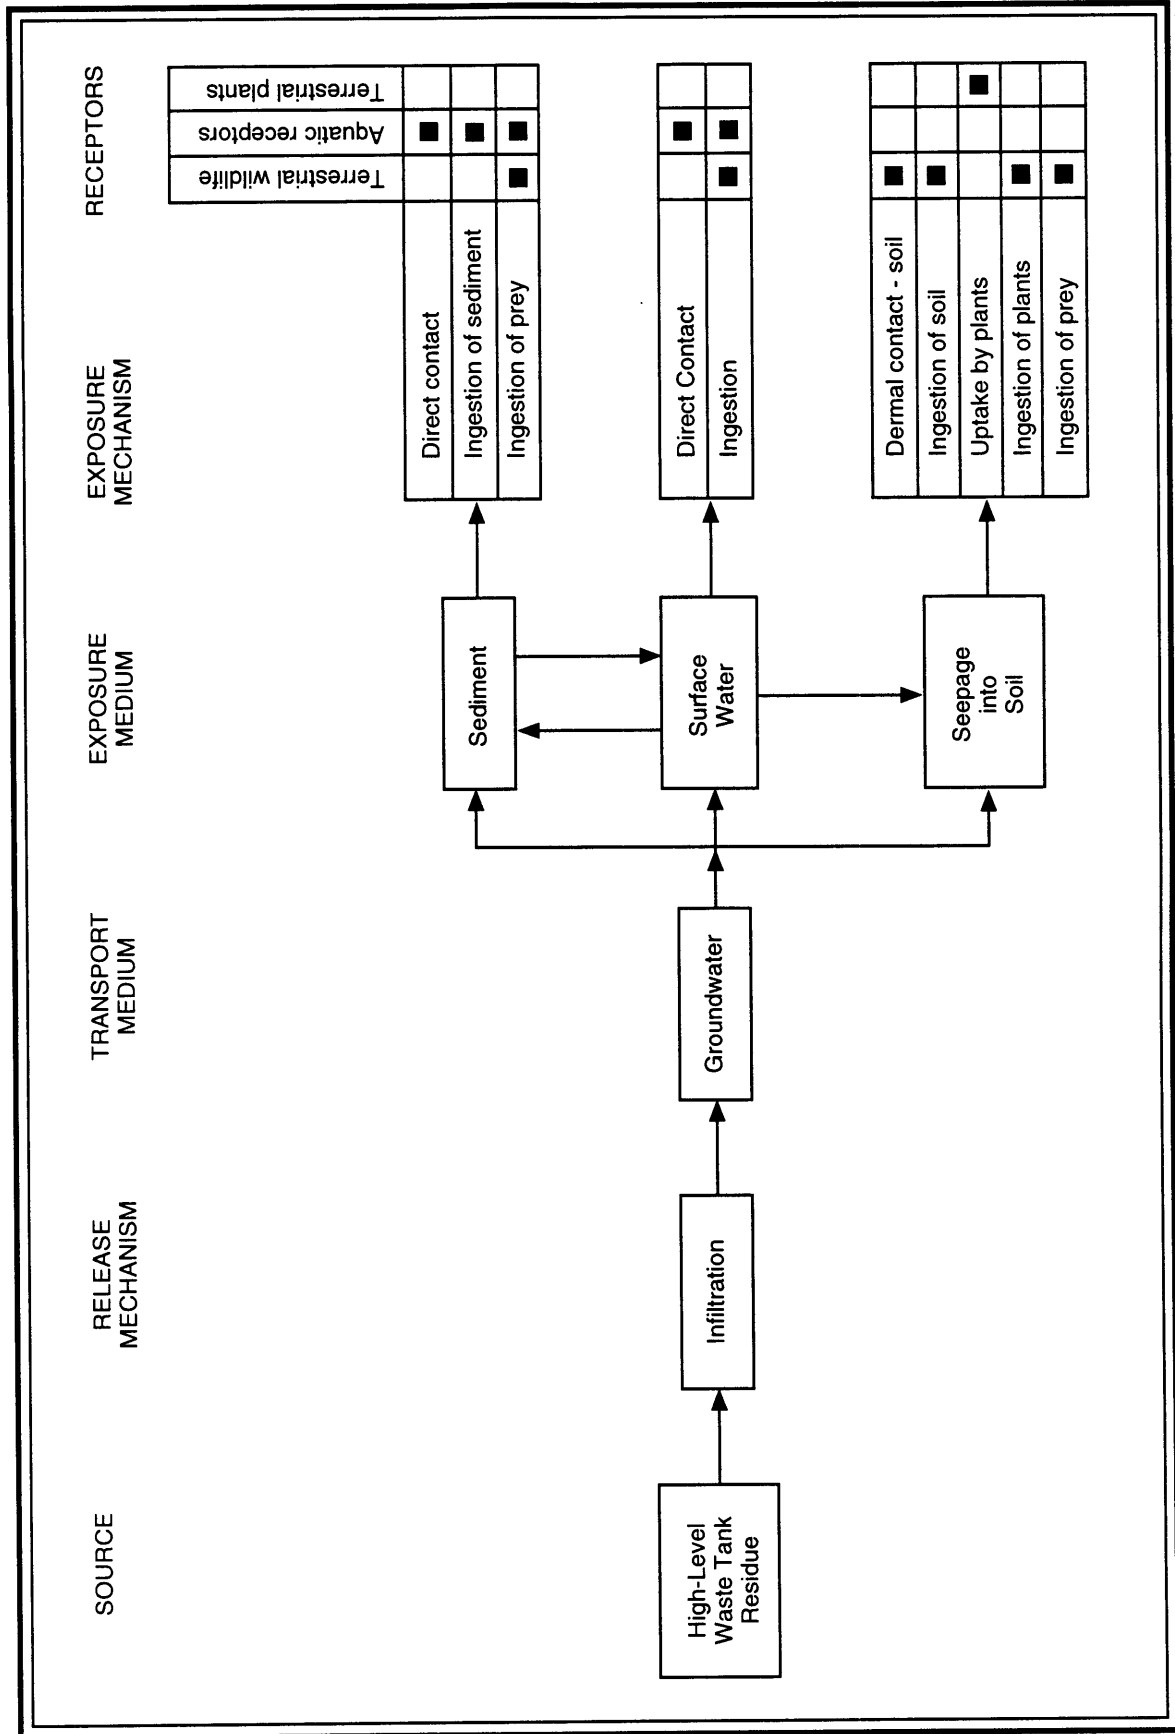 SOURCE
RELEASE
MECHANISM
TRANSPORT
MEDIUM
EXPOSURE
MEDIUM
EXPOSURE
MECHANISM
RECEPTORS
Terrestrial wildlife
Aquatic receptors
Terrestrial plants
High-Level
Waste Tank
Residue
Infiltration
Groundwater
Sediment
Surface
Water
Seepage
into
Soil
Direct contact
Ingestion of sediment
Ingestion of prey
Direct Contact
Ingestion
Dermal contact - soil
Ingestion of soil
Uptake by plants
Ingestion of plants
Ingestion of prey